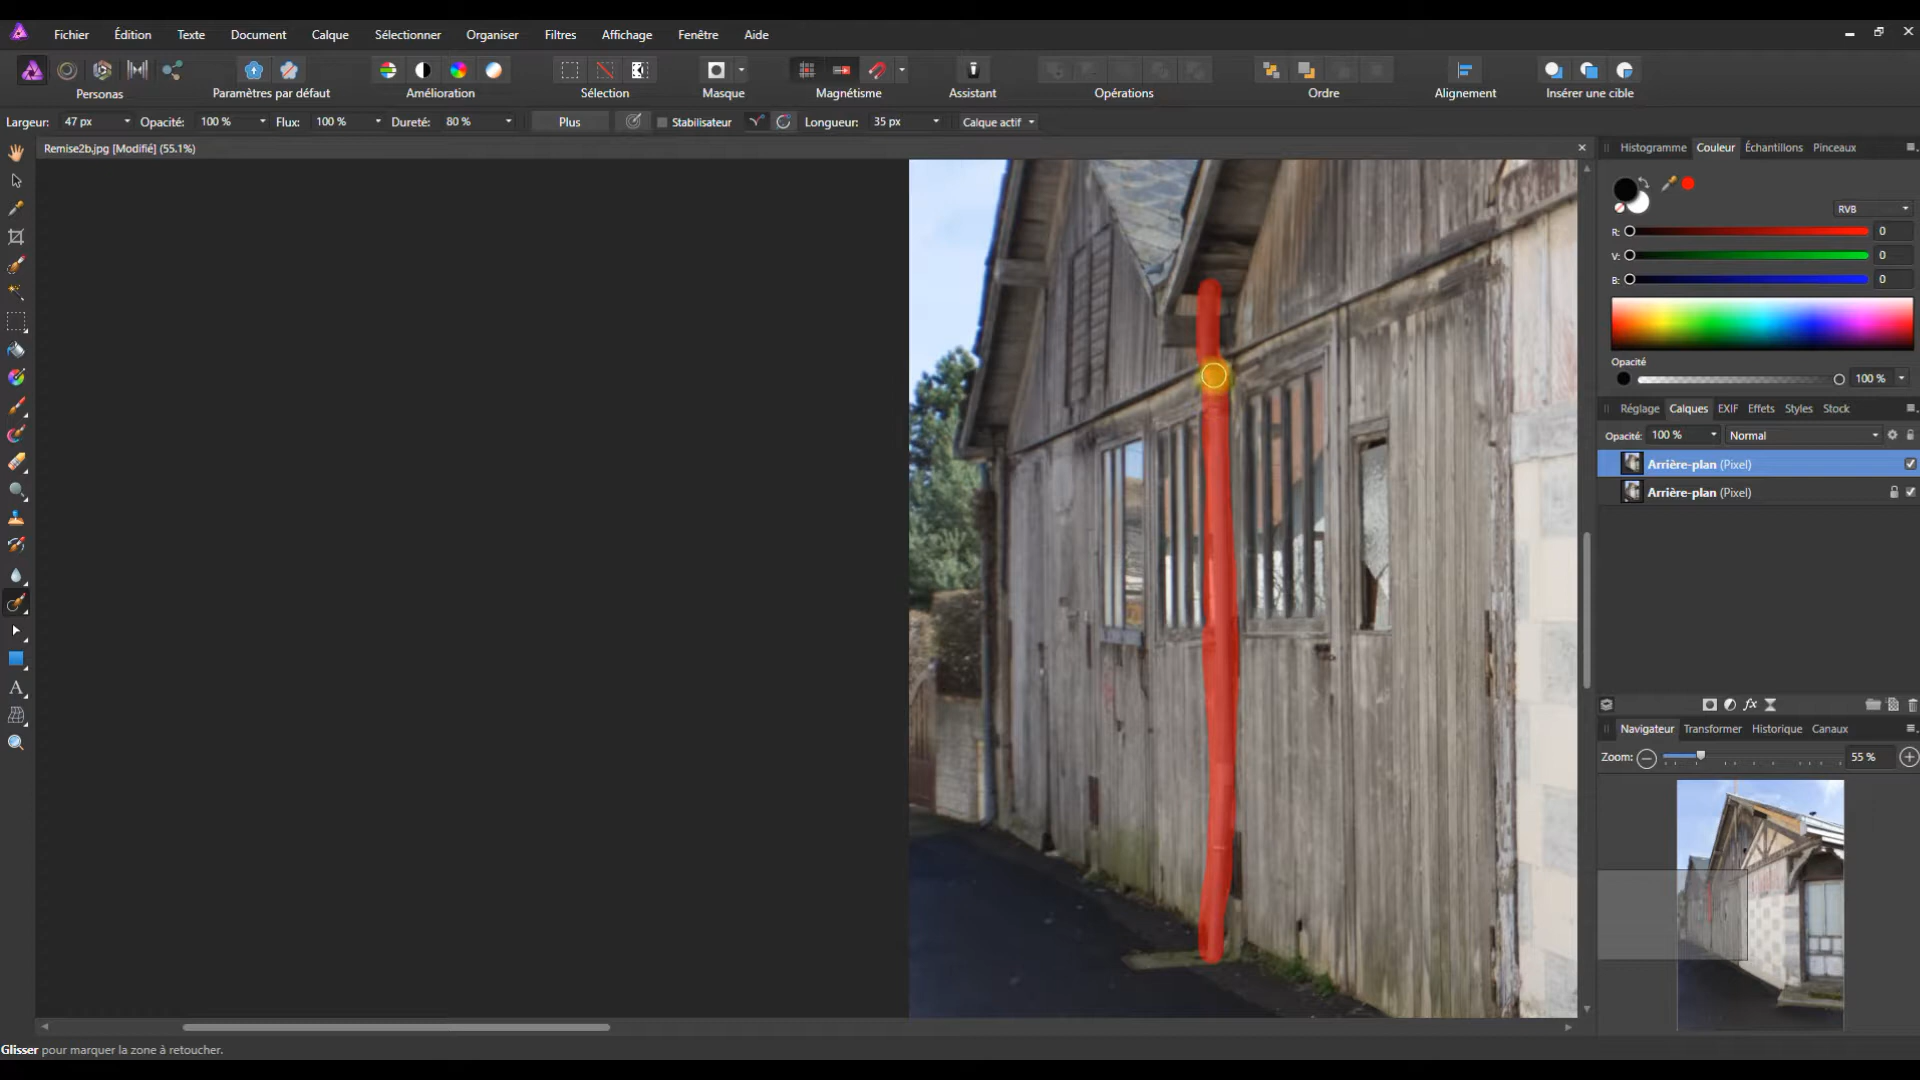 Fichier Édition Texte Document Calque Sélectionner Organiser Filtres Affichage Fenêtre Aide
Personas Paramètres par défaut Amélioration Sélection Masque Magnétisme Assistant Opérations Ordre Alignement Insérer une cible
Largeur: 47 px Opacité: 100 % Flux: 100 % Dureté: 80 % Plus Stabilisateur Longueur: 35 px Calque actif
Remise2b.jpg [Modifié] (55.1%)
Histogramme Couleur Échantillons Pinceaux
RVB
R: 0
V: 0
B: 0
Opacité
100 %
Réglage Calques EXIF Effets Styles Stock
Opacité: 100 % Normal
Arrière-plan (Pixel)
Arrière-plan (Pixel)
Navigateur Transformer Historique Canaux
Zoom: 55 %
Glisser pour marquer la zone à retoucher.